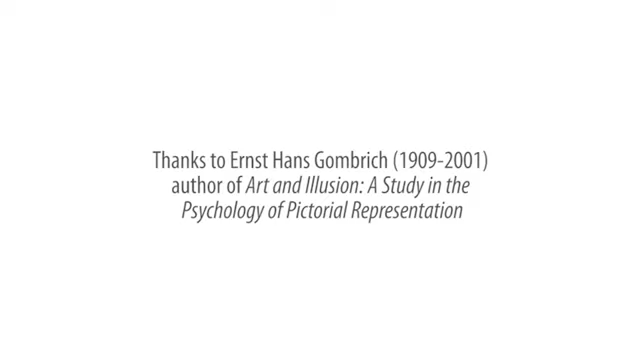 Thanks to Ernst Hans Gombrich (1909-2001)
author of Art and Illusion: A Study in the
Psychology of Pictorial Representation